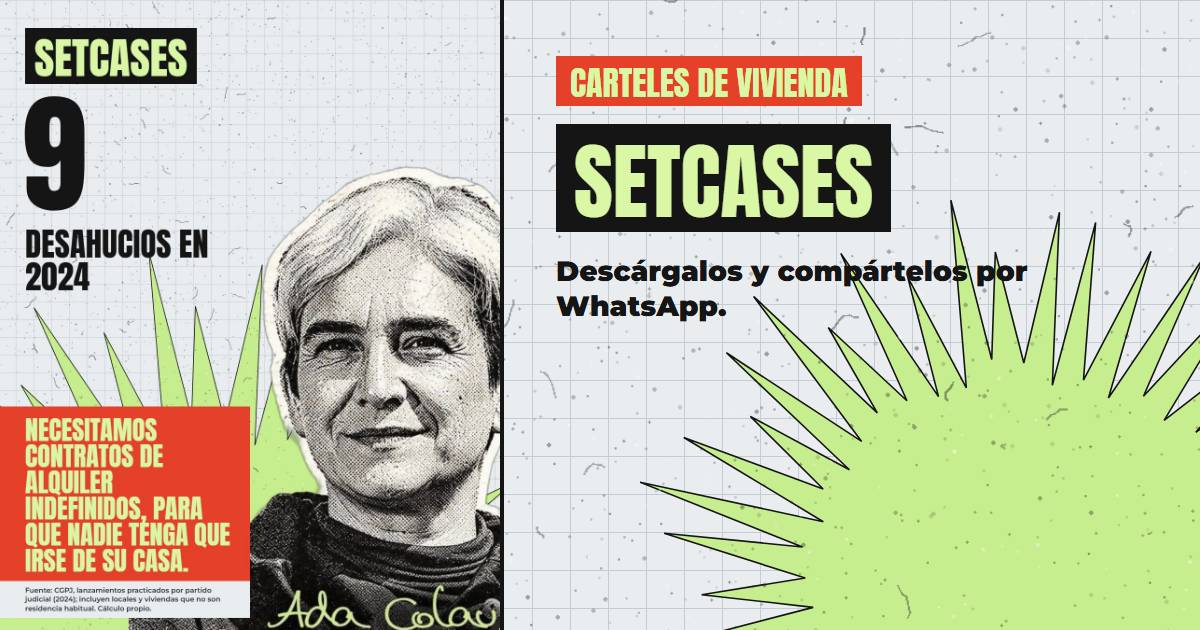 SETCASES
9
DESAHUCIOS EN
2024
NECESITAMOS
CONTRATOS DE
ALQUILER
INDEFINIDOS, PARA
QUE NADIE TENGA QUE
IRSE DE SU CASA.
Fuente: CGPJ, lanzamientos practicados por partido
judicial (2024); incluyen locales y viviendas que no son
residencia habitual. Cálculo propio.
Ada Colau
CARTELES DE VIVIENDA
SETCASES
Descárgalos y compártelos por
WhatsApp.